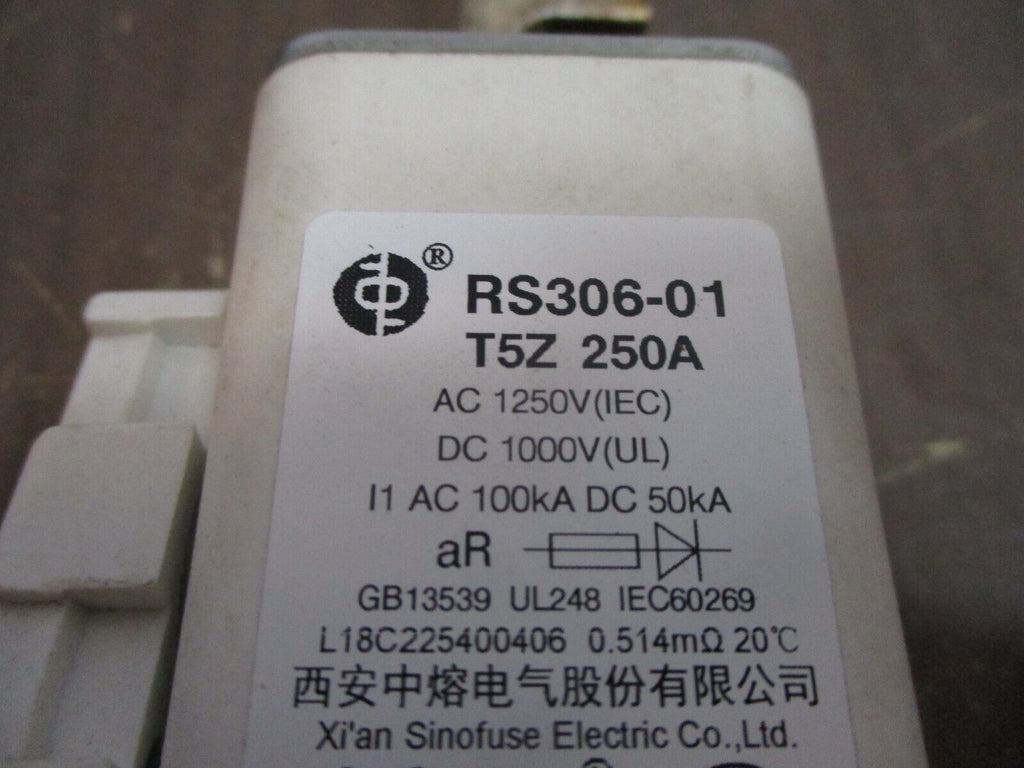 ®
RS306-01
T5Z 250A
AC 1250V(IEC)
DC 1000V(UL)
I1 AC 100kA DC 50kA
aR
GB13539 UL248 IEC60269
L18C225400406 0.514mΩ 20℃
西安中熔电气股份有限公司
Xi'an Sinofuse Electric Co.,Ltd.